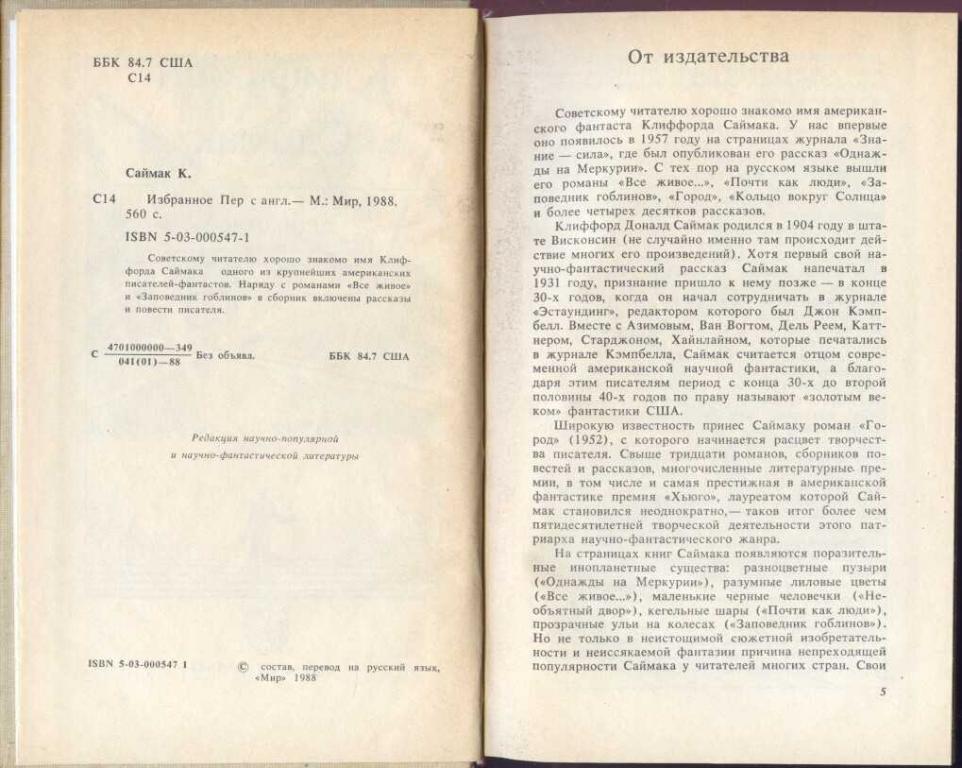 ББК 84.7 США
С14
Саймак К.
С14 Избранное Пер с англ.— М.: Мир, 1988.
560 с.
ISBN 5-03-000547-1
Советскому читателю хорошо знакомо имя Клиф-
форда Саймака одного из крупнейших американских
писателей-фантастов. Наряду с романами «Все живое»
и «Заповедник гоблинов» в сборник включены рассказы
и повести писателя.
С 4701000000—349 Без объявл. ББК 84.7 США
041(01)—88
Редакция научно-популярной
и научно-фантастической литературы
ISBN 5-03-000547 1
© состав, перевод на русский язык,
«Мир» 1988
От издательства
Советскому читателю хорошо знакомо имя американ-
ского фантаста Клиффорда Саймака. У нас впервые
оно появилось в 1957 году на страницах журнала «Зна-
ние — сила», где был опубликован его рассказ «Однаж-
ды на Меркурии». С тех пор на русском языке вышли
его романы «Все живое...», «Почти как люди», «За-
поведник гоблинов», «Город», «Кольцо вокруг Солнца»
и более четырех десятков рассказов.
Клиффорд Доналд Саймак родился в 1904 году в шта-
те Висконсин (не случайно именно там происходит дей-
ствие многих его произведений). Хотя первый свой на-
учно-фантастический рассказ Саймак напечатал в
1931 году, признание пришло к нему позже — в конце
30-х годов, когда он начал сотрудничать в журнале
«Эстаундинг», редактором которого был Джон Кэмп-
белл. Вместе с Азимовым, Ван Вогтом, Дель Реем, Катт-
нером, Старджоном, Хайнлайном, которые печатались
в журнале Кэмпбелла, Саймак считается отцом совре-
менной американской научной фантастики, а благо-
даря этим писателям период с конца 30-х до второй
половины 40-х годов по праву называют «золотым ве-
ком» фантастики США.
Широкую известность принес Саймаку роман «Го-
род» (1952), с которого начинается расцвет творчест-
ва писателя. Свыше тридцати романов, сборников по-
вестей и рассказов, многочисленные литературные пре-
мии, в том числе и самая престижная в американской
фантастике премия «Хьюго», лауреатом которой Сай-
мак становился неоднократно,— таков итог более чем
пятидесятилетней творческой деятельности этого пат-
риарха научно-фантастического жанра.
На страницах книг Саймака появляются поразитель-
ные инопланетные существа: разноцветные пузыри
(«Однажды на Меркурии»), разумные лиловые цветы
(«Все живое...»), маленькие черные человечки («Не-
объятный двор»), кегельные шары («Почти как люди»),
прозрачные ульи на колесах («Заповедник гоблинов»).
Но не только в неистощимой сюжетной изобретатель-
ности и неиссякаемой фантазии причина непреходящей
популярности Саймака у читателей многих стран. Свои
5